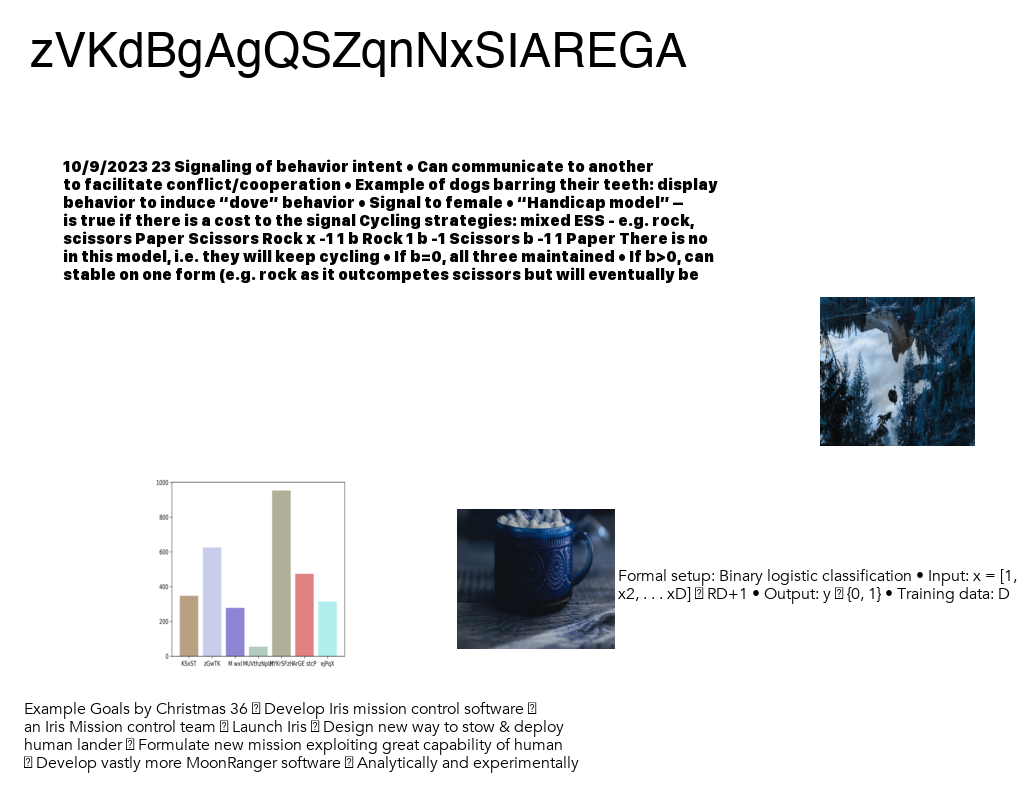 zVKdBgAgQSZqnNxSIAREGA
10/9/2023 23 Signaling of behavior intent • Can communicate to another
to facilitate conflict/cooperation • Example of dogs barring their teeth: display
behavior to induce “dove” behavior • Signal to female • “Handicap model” –
is true if there is a cost to the signal Cycling strategies: mixed ESS - e.g. rock,
scissors Paper Scissors Rock x -1 1 b Rock 1 b -1 Scissors b -1 1 Paper There is no
in this model, i.e. they will keep cycling • If b=0, all three maintained • If b>0, can
stable on one form (e.g. rock as it outcompetes scissors but will eventually be
1000
800
600
400
200
0
KSxST zGwTK M wxl
ejPqX
Formal setup: Binary logistic classification • Input: x = [1,
x2, . . . xD] RD+1 • Output: y {0, 1} • Training data: D
Example Goals by Christmas 36 Develop Iris mission control software
an Iris Mission control team Launch Iris Design new way to stow & deploy
human lander Formulate new mission exploiting great capability of human
Develop vastly more MoonRanger software Analytically and experimentally